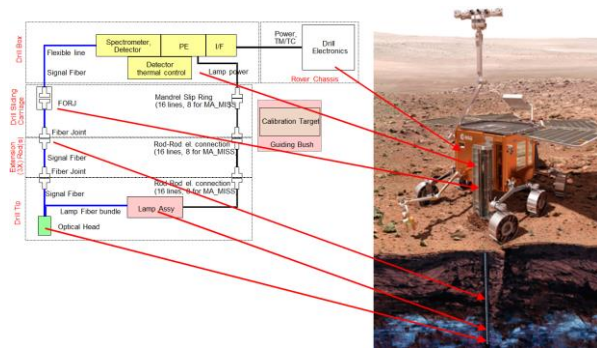 Drill Box
Flexible line
Signal Fiber
Spectrometer,
Detector
PE
I/F
Detector
thermal control
Lamp power
Power,
TM/TC
Drill
Electronics
Rover Chassis
Drill Sliding
Carriage
FORJ
Fiber Joint
Mandrel Slip Ring
(16 lines, 8 for MA_MISS)
Calibration Target
Guiding Bush
Extension
(3X) Rod(s)
Signal Fiber
Fiber Joint
Rod-Rod el. connection
(16 lines, 8 for MA_MISS)
Drill Tip
Signal Fiber
Rod-Rod el. connection
(16 lines, 8 for MA_MISS)
Lamp Fiber bundle
Lamp Assy
Optical Head